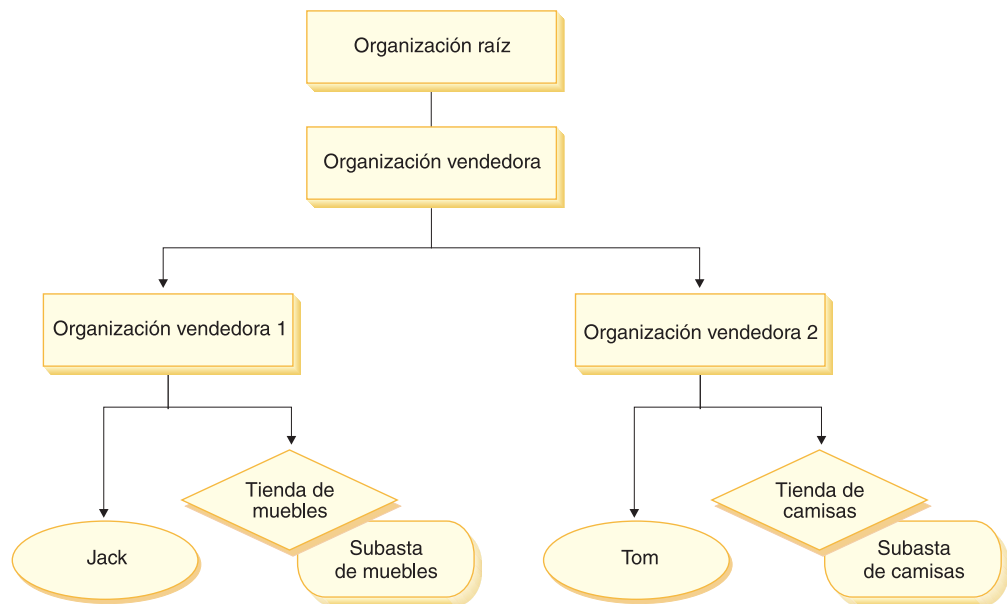 Organización raíz
Organización vendedora
Organización vendedora 1
Organización vendedora 2
Tienda de
muebles
Jack
Subasta
de muebles
Tienda de
camisas
Tom
Subasta
de camisas